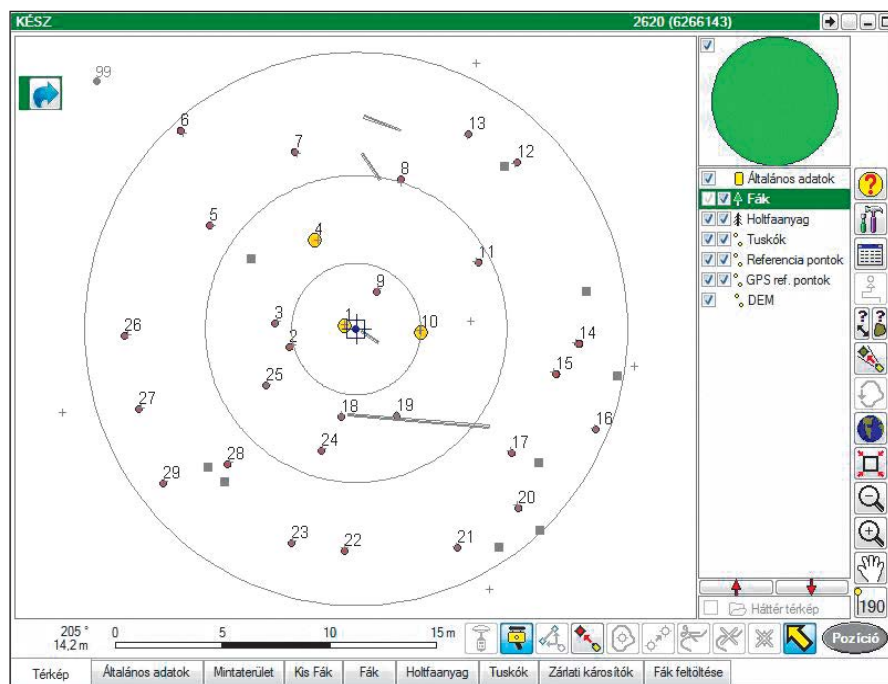 KÉSZ 2620 (6266143)
99
6
7
13
12
8
5
4
11
9
3
1
10
2
14
26
15
25
27
18
19
16
24
17
28
29
20
23
22
21
Általános adatok
Fák
Holtfaanyag
Tuskók
Referencia pontok
GPS ref. pontok
DEM
?
? ?
Háttér térkép
190
205 °
14,2 m
0 5 10 15 m
Pozíció
Térkép Általános adatok Mintaterület Kis Fák Fák Holtfaanyag Tuskók Zárlati károsítók Fák feltöltése